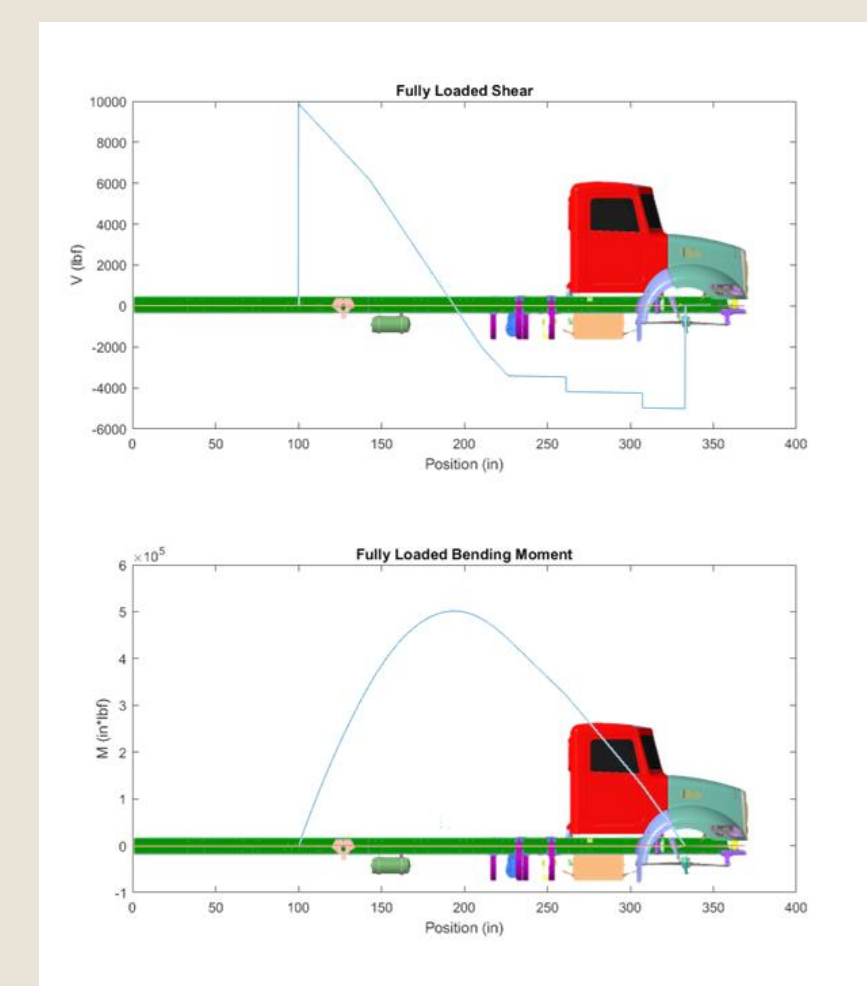 Fully Loaded Shear
10000
8000
6000
4000
2000
0
-2000
-4000
-6000
V (lbf)
0 50 100 150 200 250 300 350 400
Position (in)
Fully Loaded Bending Moment
×10⁵
6
5
4
3
2
1
0
-1
M (in*lbf)
0 50 100 150 200 250 300 350 400
Position (in)